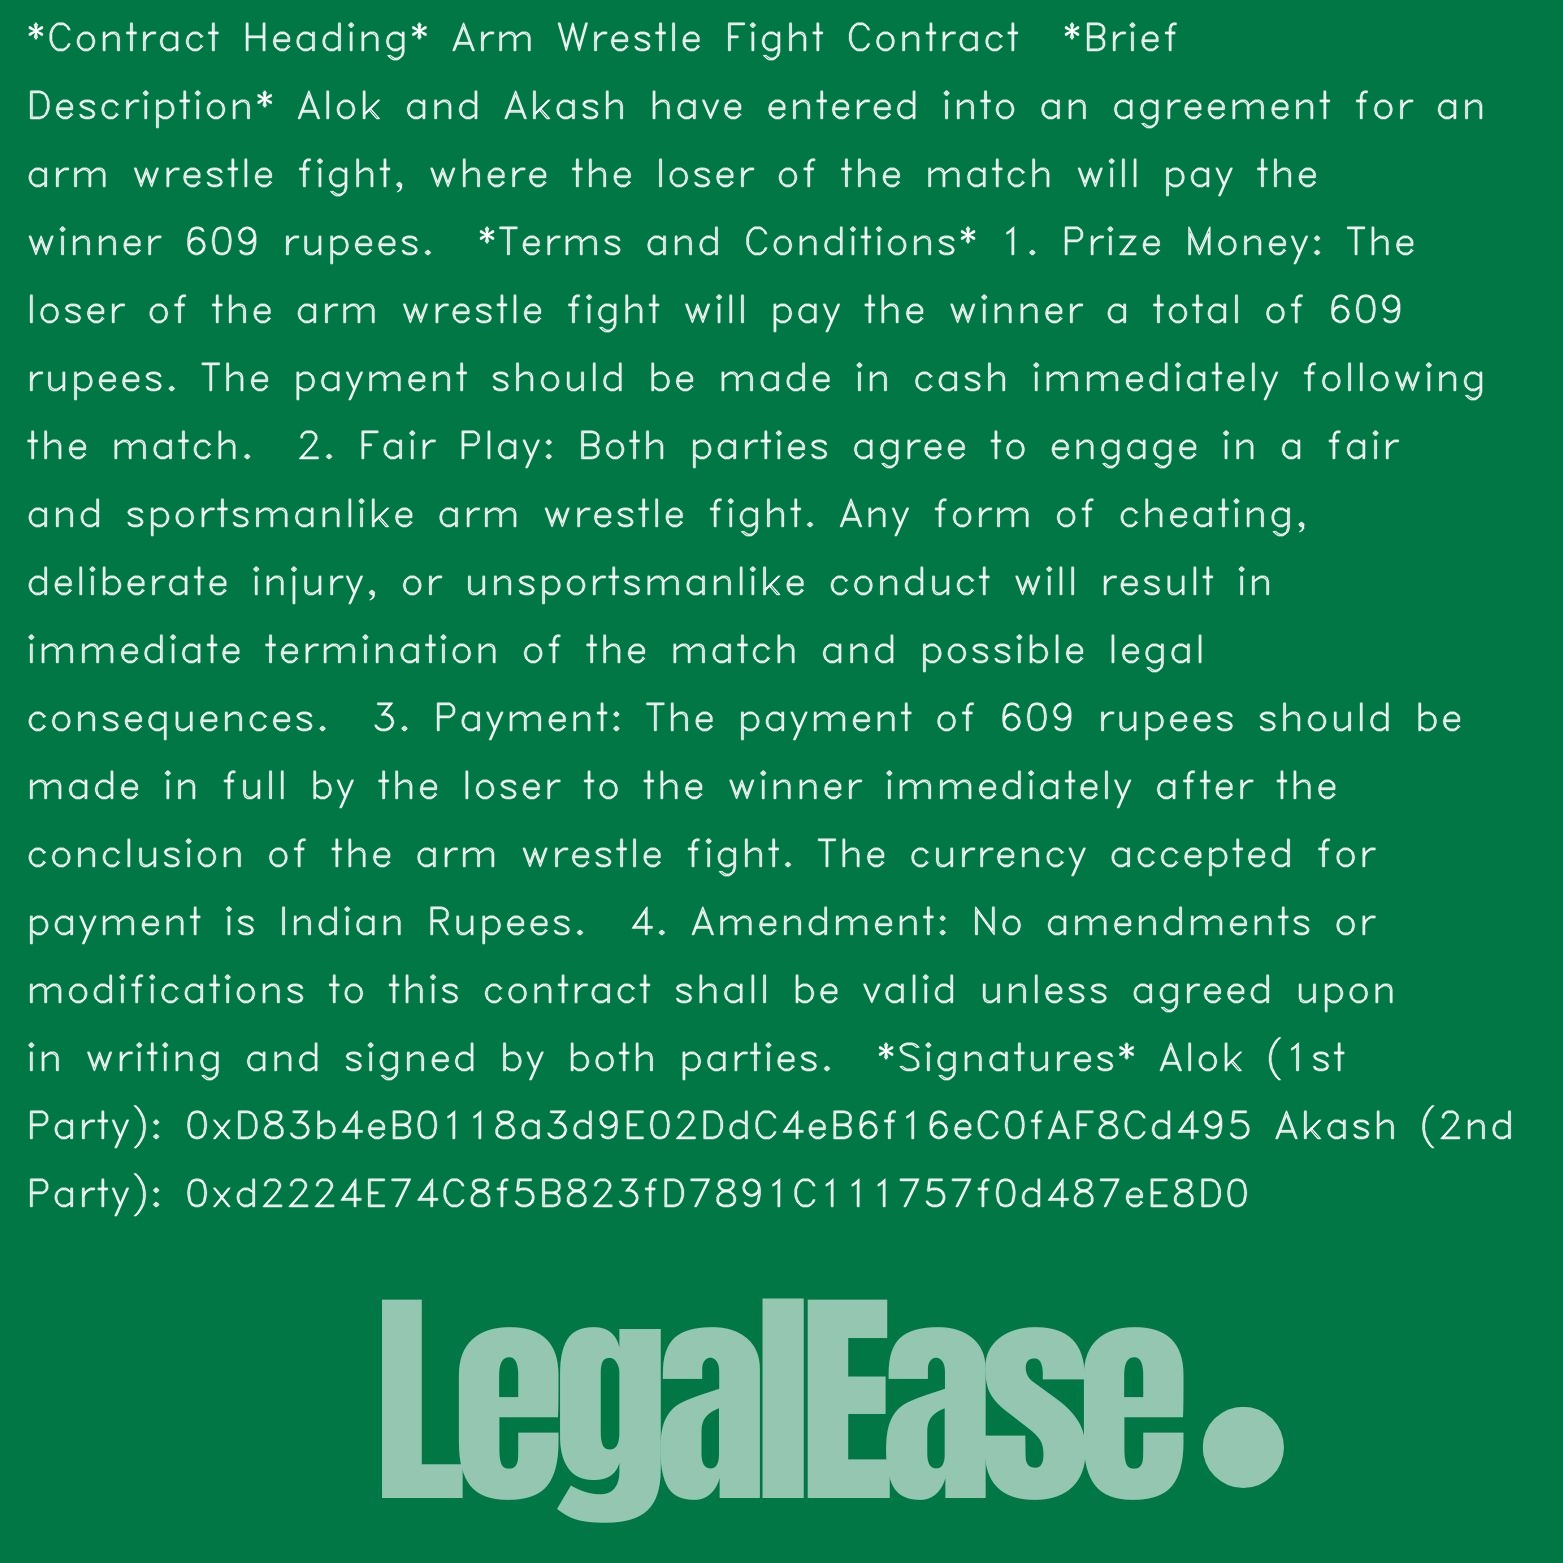 *Contract Heading* Arm Wrestle Fight Contract  *Brief
Description* Alok and Akash have entered into an agreement for an
arm wrestle fight, where the loser of the match will pay the
winner 609 rupees.  *Terms and Conditions* 1. Prize Money: The
loser of the arm wrestle fight will pay the winner a total of 609
rupees. The payment should be made in cash immediately following
the match.  2. Fair Play: Both parties agree to engage in a fair
and sportsmanlike arm wrestle fight. Any form of cheating,
deliberate injury, or unsportsmanlike conduct will result in
immediate termination of the match and possible legal
consequences.  3. Payment: The payment of 609 rupees should be
made in full by the loser to the winner immediately after the
conclusion of the arm wrestle fight. The currency accepted for
payment is Indian Rupees.  4. Amendment: No amendments or
modifications to this contract shall be valid unless agreed upon
in writing and signed by both parties.  *Signatures* Alok (1st
Party): 0xD83b4eB0118a3d9E02DdC4eB6f16eC0fAF8Cd495 Akash (2nd
Party): 0xd2224E74C8f5B823fD7891C111757f0d487eE8D0
LegalEase.